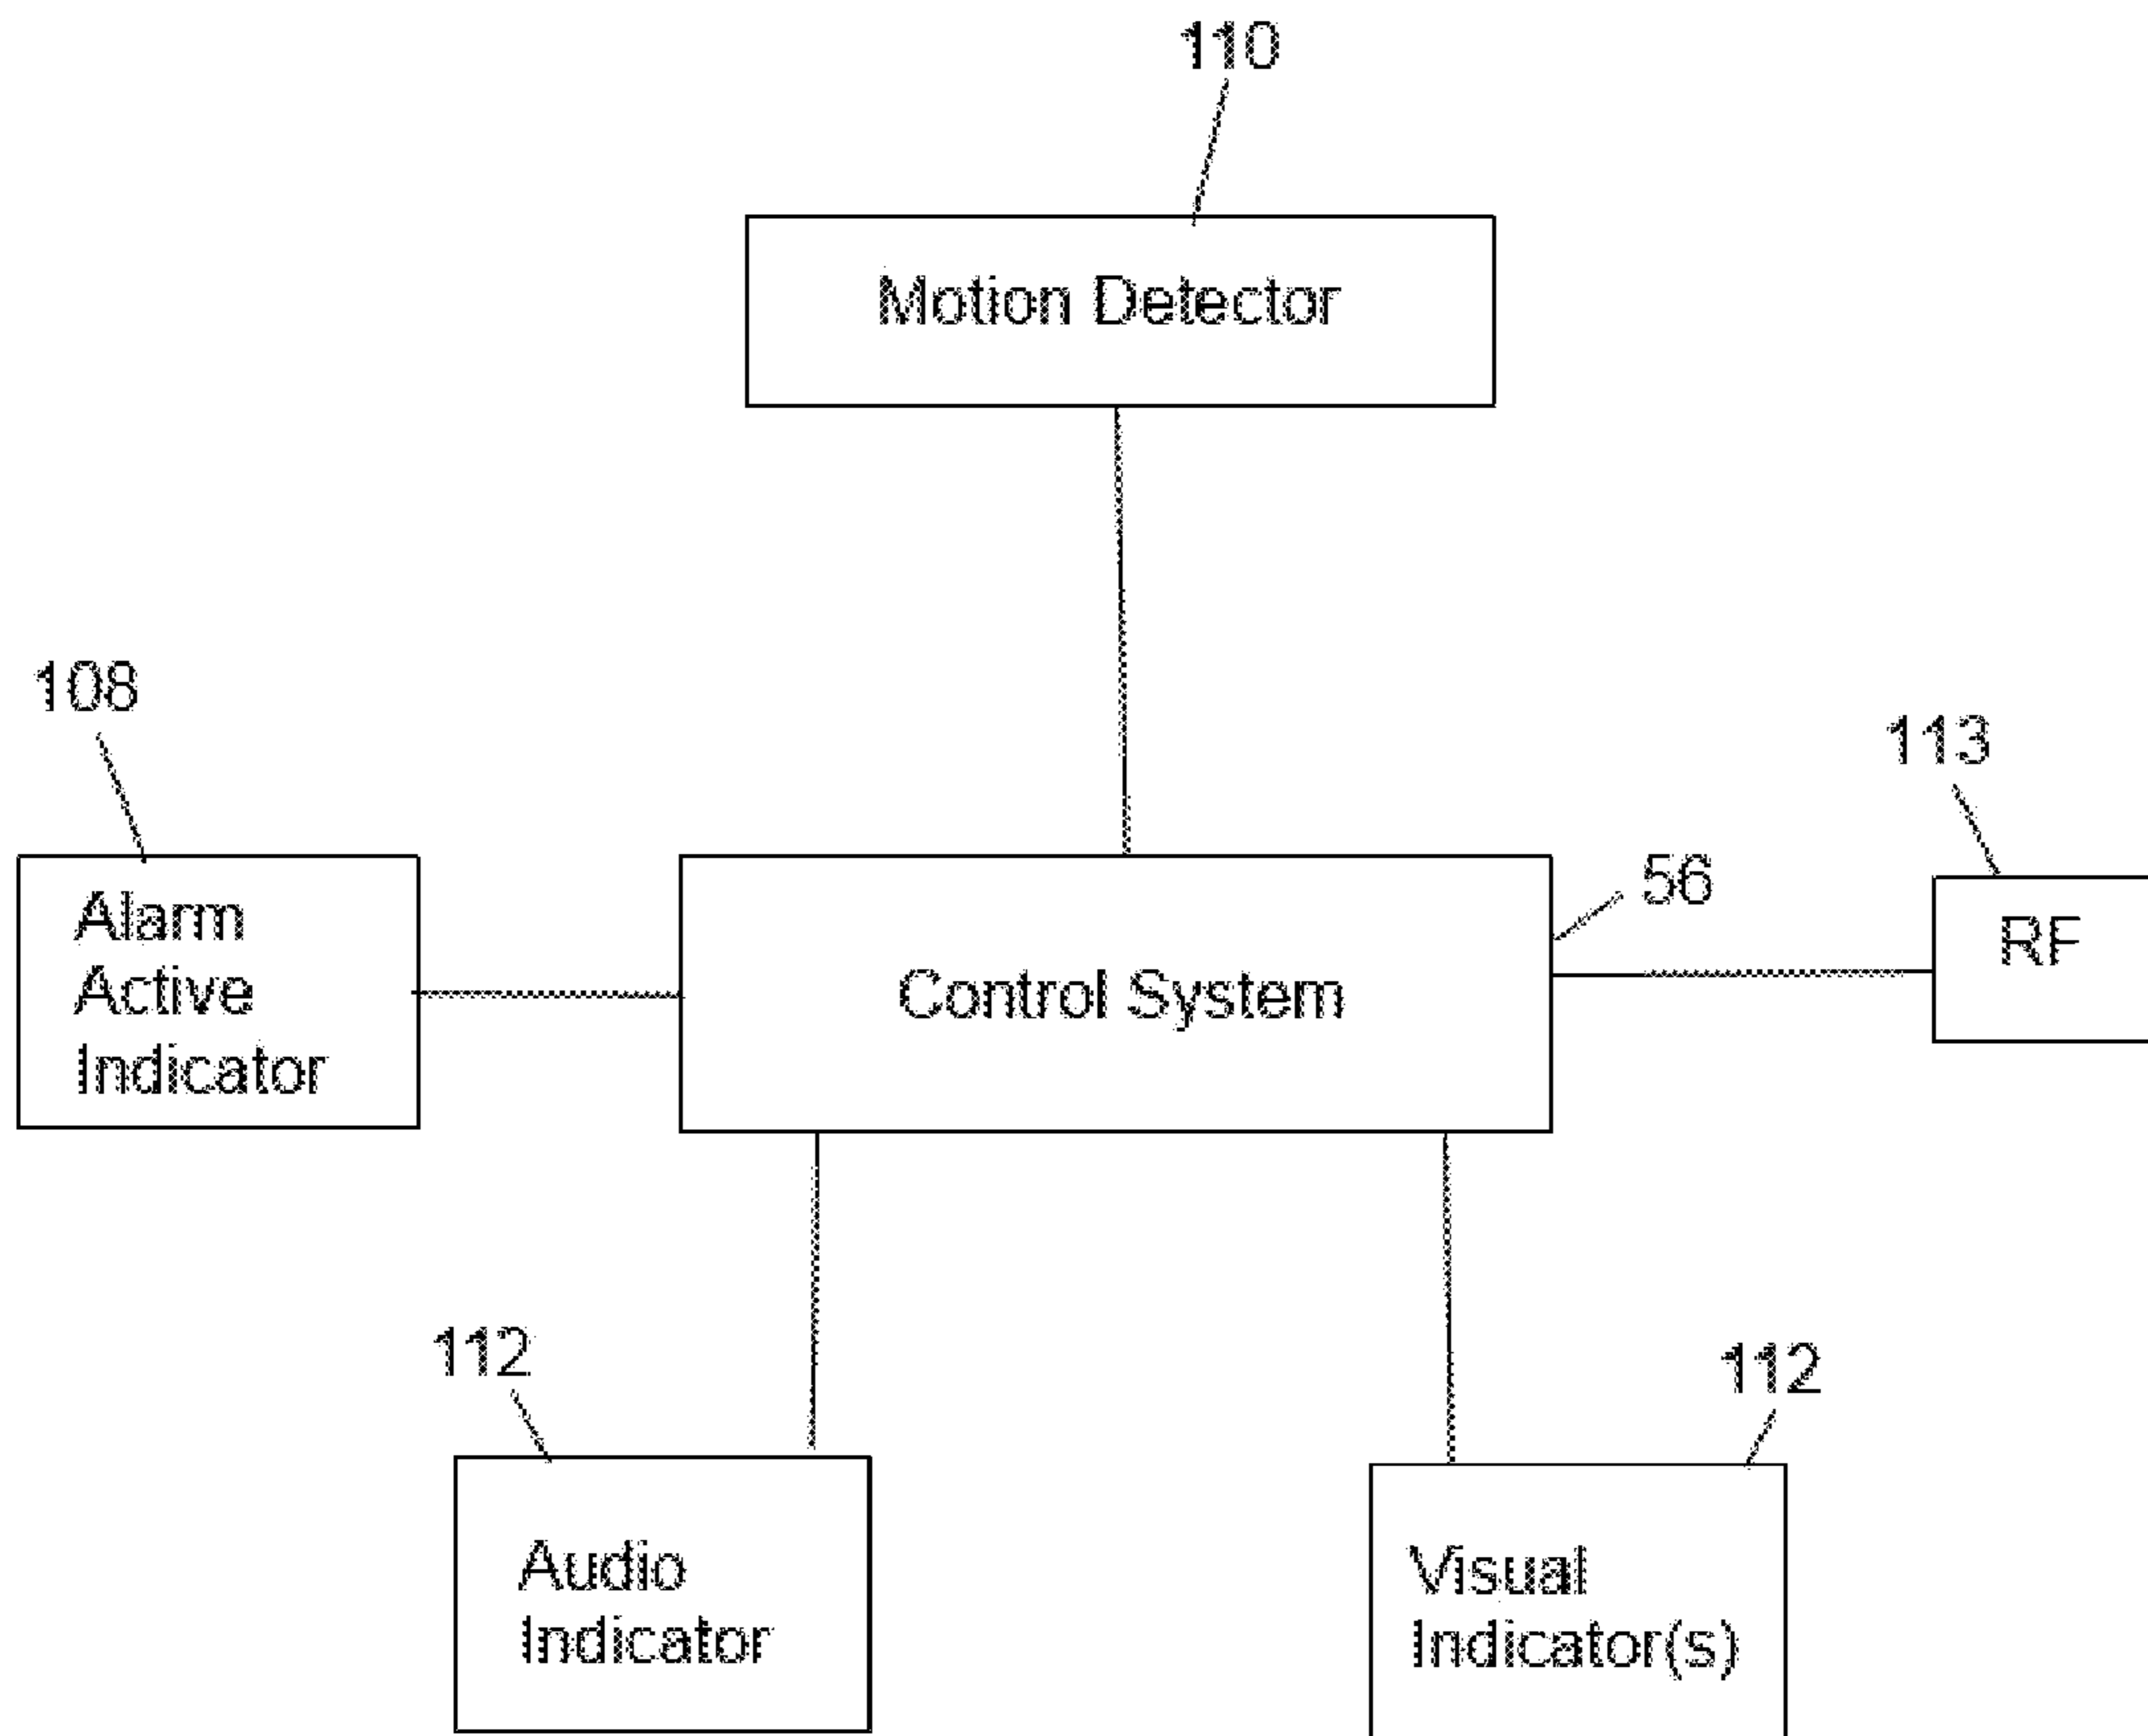 110
Motion Detector
108
Alarm
Active
Indicator
Control System
56
113
RF
112
Audio
Indicator
112
Visual
Indicator(s)